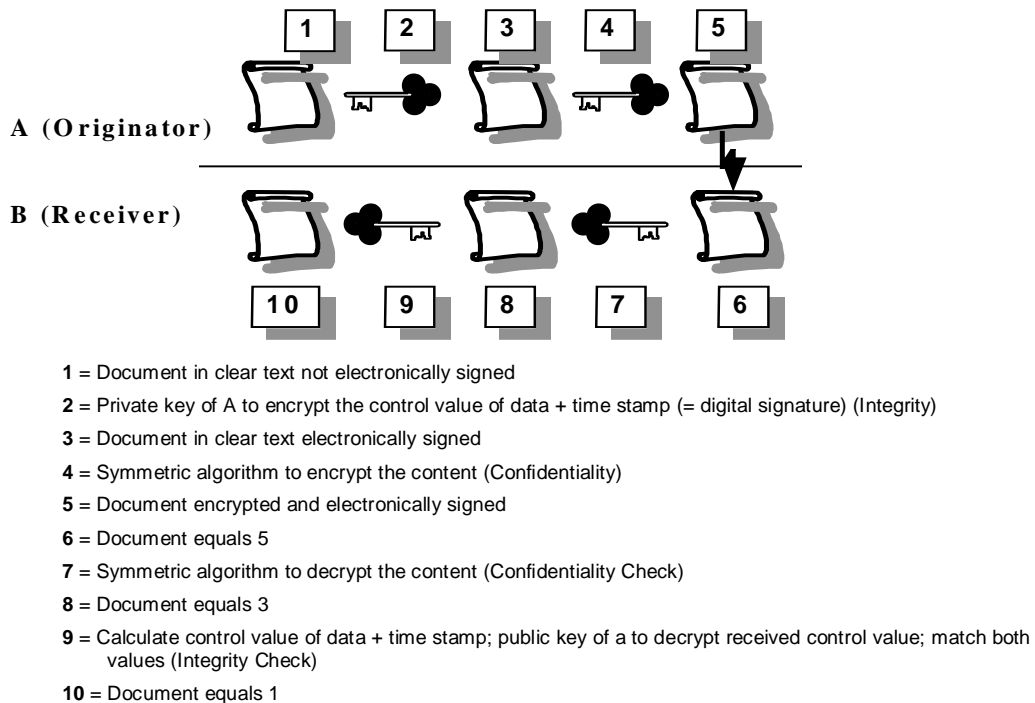 1 2 3 4 5
A (Originator)
B (Receiver)
10 9 8 7 6
1 = Document in clear text not electronically signed
2 = Private key of A to encrypt the control value of data + time stamp (= digital signature) (Integrity)
3 = Document in clear text electronically signed
4 = Symmetric algorithm to encrypt the content (Confidentiality)
5 = Document encrypted and electronically signed
6 = Document equals 5
7 = Symmetric algorithm to decrypt the content (Confidentiality Check)
8 = Document equals 3
9 = Calculate control value of data + time stamp; public key of a to decrypt received control value; match both
values (Integrity Check)
10 = Document equals 1